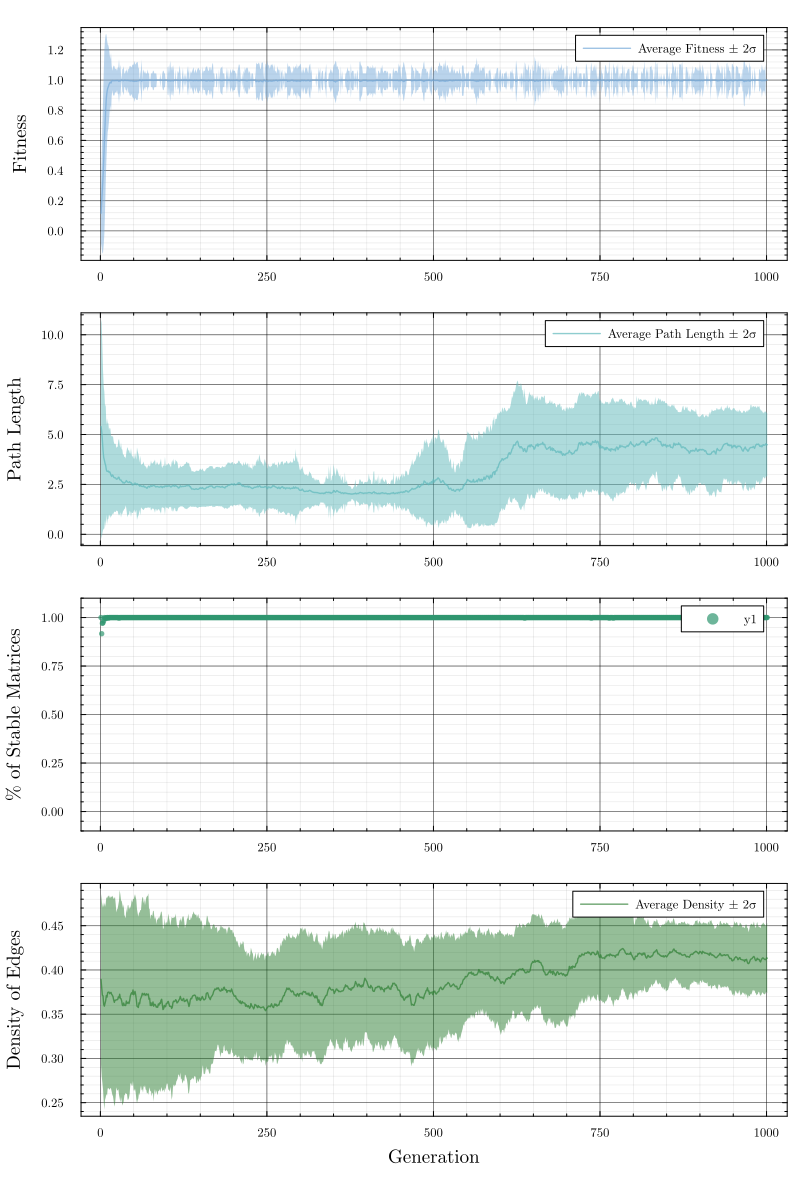 Average Fitness ± 2σ
Fitness
1.2
1.0
0.8
0.6
0.4
0.2
0.0
0 250 500 750 1000
Average Path Length ± 2σ
Path Length
10.0
7.5
5.0
2.5
0.0
0 250 500 750 1000
y1
% of Stable Matrices
1.00
0.75
0.50
0.25
0.00
0 250 500 750 1000
Average Density ± 2σ
Density of Edges
0.45
0.40
0.35
0.30
0.25
0 250 500 750 1000
Generation